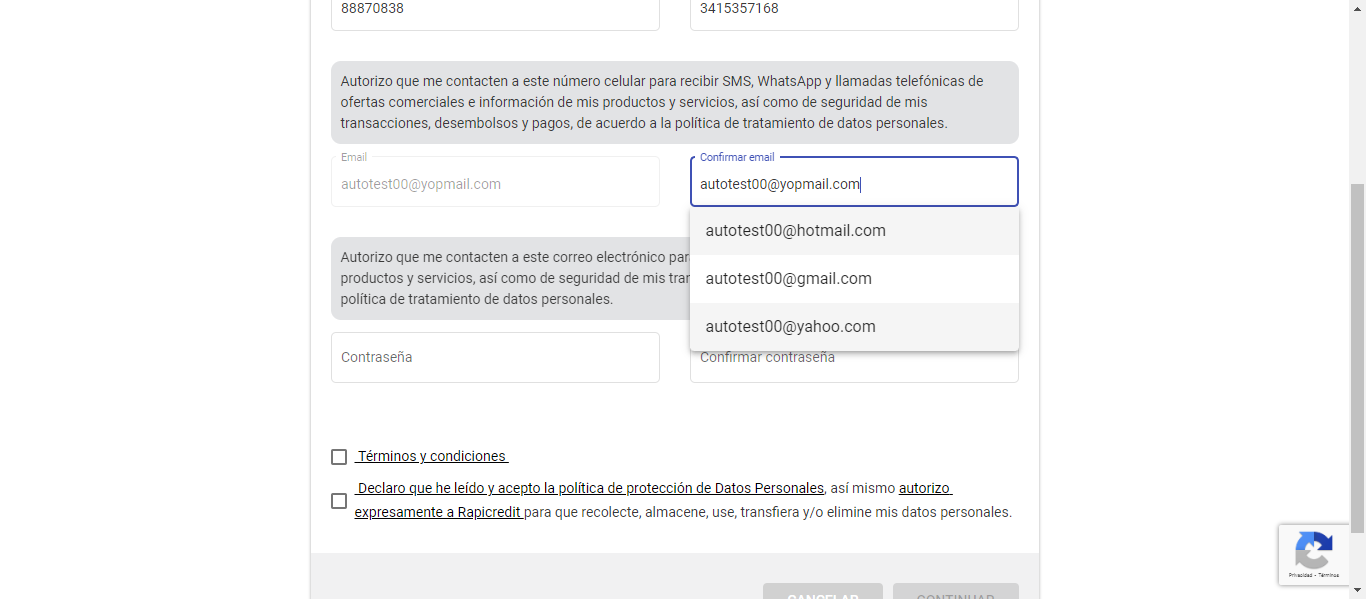 88870838
3415357168
Autorizo que me contacten a este número celular para recibir SMS, WhatsApp y llamadas telefónicas de
ofertas comerciales e información de mis productos y servicios, así como de seguridad de mis
transacciones, desembolsos y pagos, de acuerdo a la política de tratamiento de datos personales.
Email
autotest00@yopmail.com
Confirmar email
autotest00@yopmail.com
autotest00@hotmail.com
autotest00@gmail.com
autotest00@yahoo.com
Autorizo que me contacten a este correo electrónico par
productos y servicios, así como de seguridad de mis tran
política de tratamiento de datos personales.
Contraseña
Confirmar contraseña
Términos y condiciones
Declaro que he leído y acepto la política de protección de Datos Personales, así mismo autorizo
expresamente a Rapicredit para que recolecte, almacene, use, transfiera y/o elimine mis datos personales.
Privacidad - Términos
CANCELAR
CONTINUAR